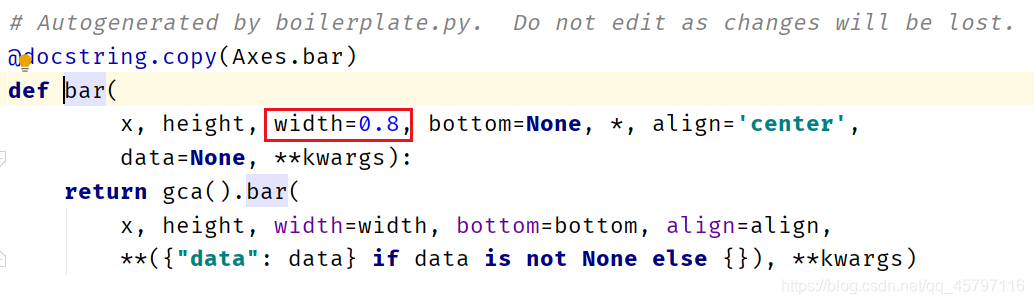 # Autogenerated by boilerplate.py.  Do not edit as changes will be lost.
@docstring.copy(Axes.bar)
def bar(
        x, height, width=0.8, bottom=None, *, align='center',
        data=None, **kwargs):
    return gca().bar(
        x, height, width=width, bottom=bottom, align=align,
        **({"data": data} if data is not None else {}), **kwargs)
https://blog.csdn.net/qq_45797116